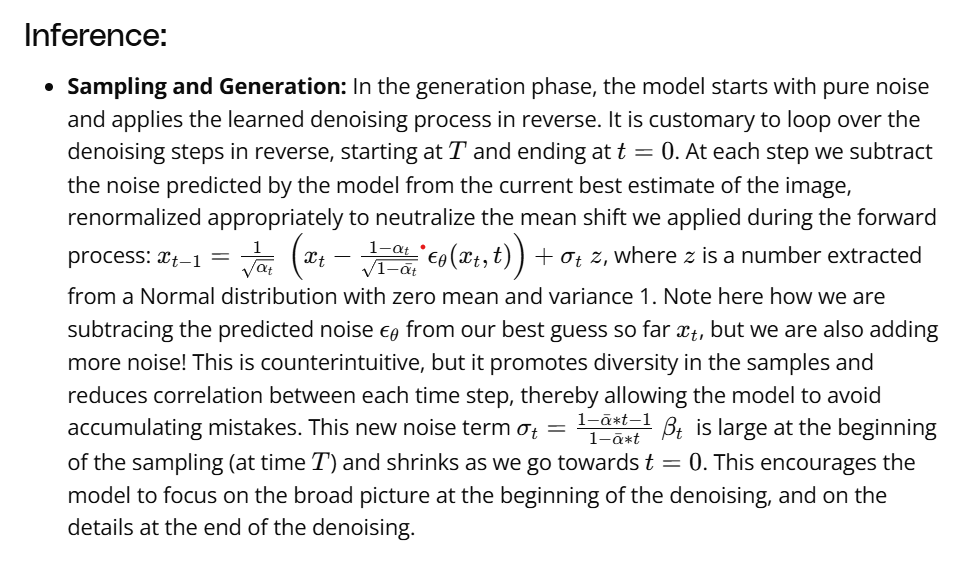 Inference:
• Sampling and Generation: In the generation phase, the model starts with pure noise
and applies the learned denoising process in reverse. It is customary to loop over the
denoising steps in reverse, starting at T and ending at t = 0. At each step we subtract
the noise predicted by the model from the current best estimate of the image,
renormalized appropriately to neutralize the mean shift we applied during the forward
process: $x_{t-1} = \frac{1}{\sqrt{\alpha_t}} \left( x_t - \frac{1-\alpha_t}{\sqrt{1-\bar{\alpha}_t}} \epsilon_\theta(x_t, t) \right) + \sigma_t \, z$, where z is a number extracted
from a Normal distribution with zero mean and variance 1. Note here how we are
subtracing the predicted noise $\epsilon_\theta$ from our best guess so far $x_t$, but we are also adding
more noise! This is counterintuitive, but it promotes diversity in the samples and
reduces correlation between each time step, thereby allowing the model to avoid
accumulating mistakes. This new noise term $\sigma_t = \frac{1-\bar{\alpha}*t-1}{1-\bar{\alpha}*t} \, \beta_t$ is large at the beginning
of the sampling (at time T) and shrinks as we go towards t = 0. This encourages the
model to focus on the broad picture at the beginning of the denoising, and on the
details at the end of the denoising.